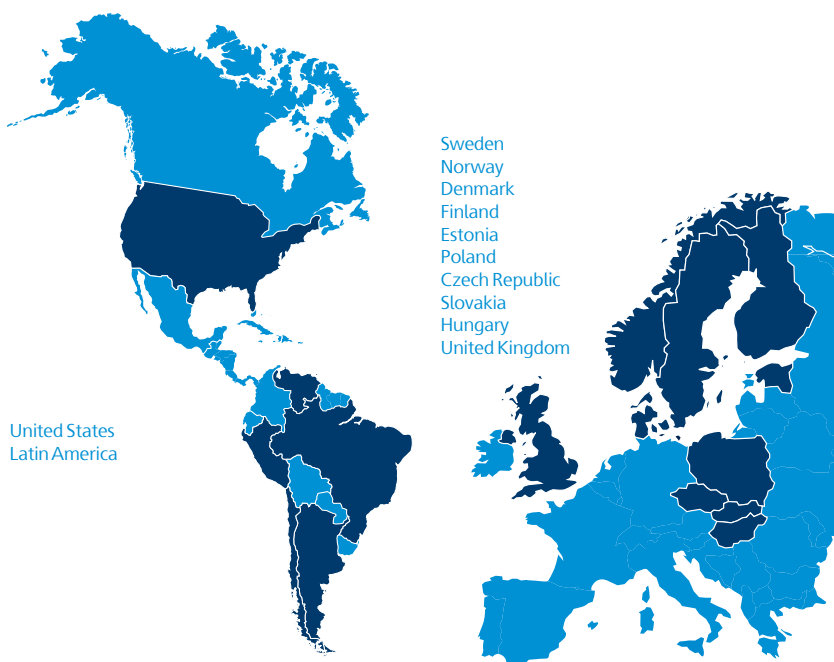 Sweden
Norway
Denmark
Finland
Estonia
Poland
Czech Republic
Slovakia
Hungary
United Kingdom
United States
Latin America